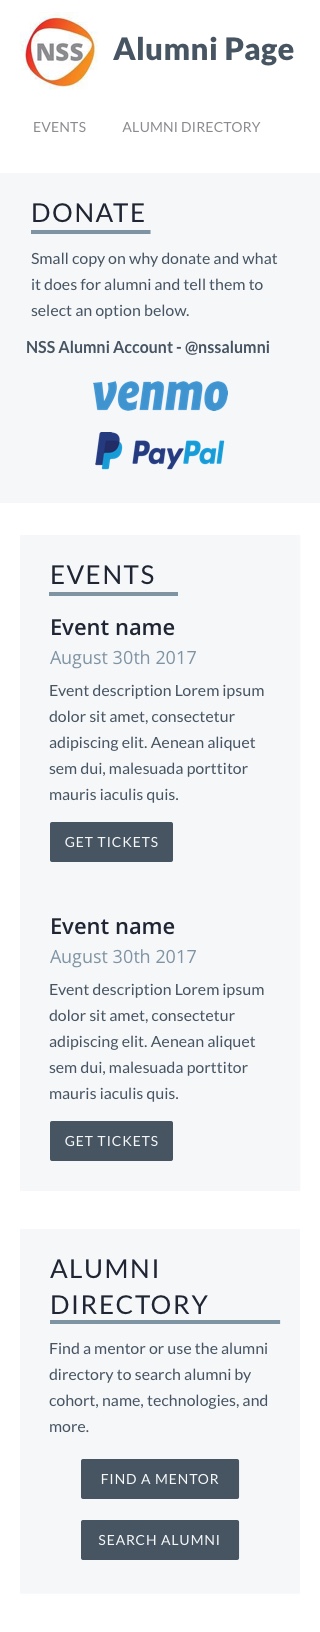 NSS Alumni Page
EVENTS ALUMNI DIRECTORY
DONATE
Small copy on why donate and what
it does for alumni and tell them to
select an option below.
NSS Alumni Account - @nssalumni
venmo
PayPal
EVENTS
Event name
August 30th 2017
Event description Lorem ipsum
dolor sit amet, consectetur
adipiscing elit. Aenean aliquet
sem dui, malesuada porttitor
mauris iaculis quis.
GET TICKETS
Event name
August 30th 2017
Event description Lorem ipsum
dolor sit amet, consectetur
adipiscing elit. Aenean aliquet
sem dui, malesuada porttitor
mauris iaculis quis.
GET TICKETS
ALUMNI
DIRECTORY
Find a mentor or use the alumni
directory to search alumni by
cohort, name, technologies, and
more.
FIND A MENTOR
SEARCH ALUMNI